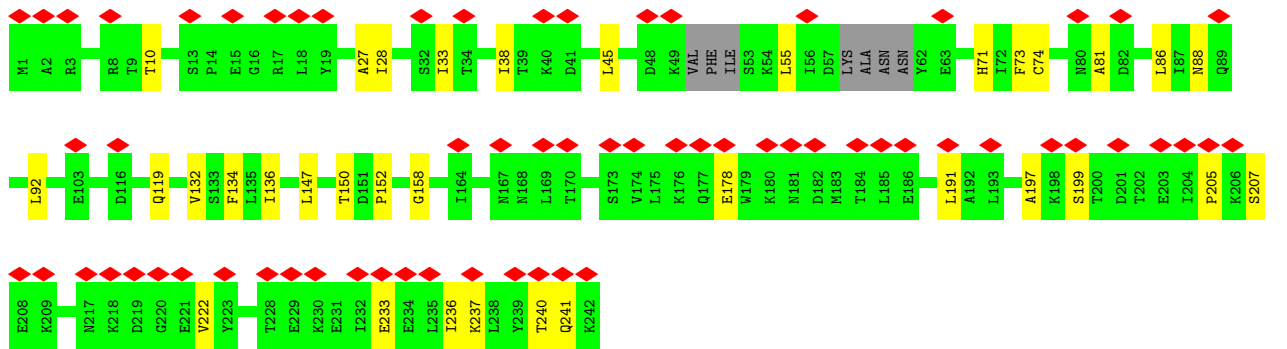 M1 A2 R3 R8 T9 T10 S13 P14 E15 G16 R17 L18 Y19 A27 I28 S32 I33 T34 I38 T39 K40 D41 L45 D48 K49 VAL PHE ILE S53 K54 L55 I56 D57 LYS ALA ASN ASN Y62 E63 H71 I72 F73 C74 N80 A81 D82 L86 I87 N88 Q89
L92 E103 D116 Q119 V132 S133 F134 L135 I136 L147 T150 D151 P152 G158 I164 N167 N168 L169 T170 S173 V174 L175 K176 Q177 E178 W179 K180 N181 D182 M183 T184 L185 E186 L191 A192 L193 A197 K198 S199 T200 D201 T202 E203 I204 P205 K206 S207
E208 K209 N217 K218 D219 G220 E221 V222 Y223 T228 E229 K230 E231 I232 E233 E234 L235 I236 K237 L238 Y239 T240 Q241 K242